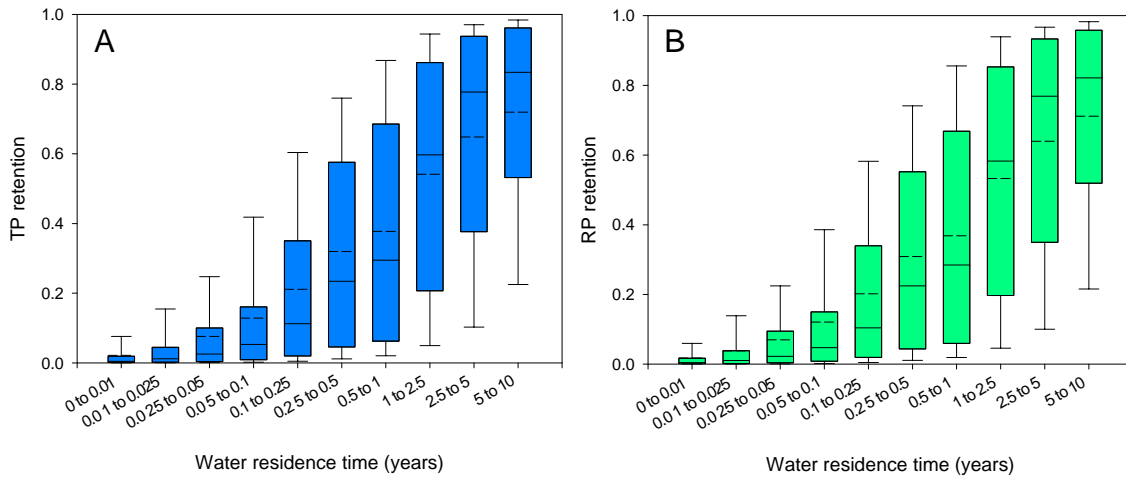 A
TP retention
1.0
0.8
0.6
0.4
0.2
0.0
0 to 0.01
0.01 to 0.025
0.025 to 0.05
0.05 to 0.1
0.1 to 0.25
0.25 to 0.5
0.5 to 1
1 to 2.5
2.5 to 5
5 to 10
Water residence time (years)
B
RP retention
1.0
0.8
0.6
0.4
0.2
0.0
0 to 0.01
0.01 to 0.025
0.025 to 0.05
0.05 to 0.1
0.1 to 0.25
0.25 to 0.5
0.5 to 1
1 to 2.5
2.5 to 5
5 to 10
Water residence time (years)